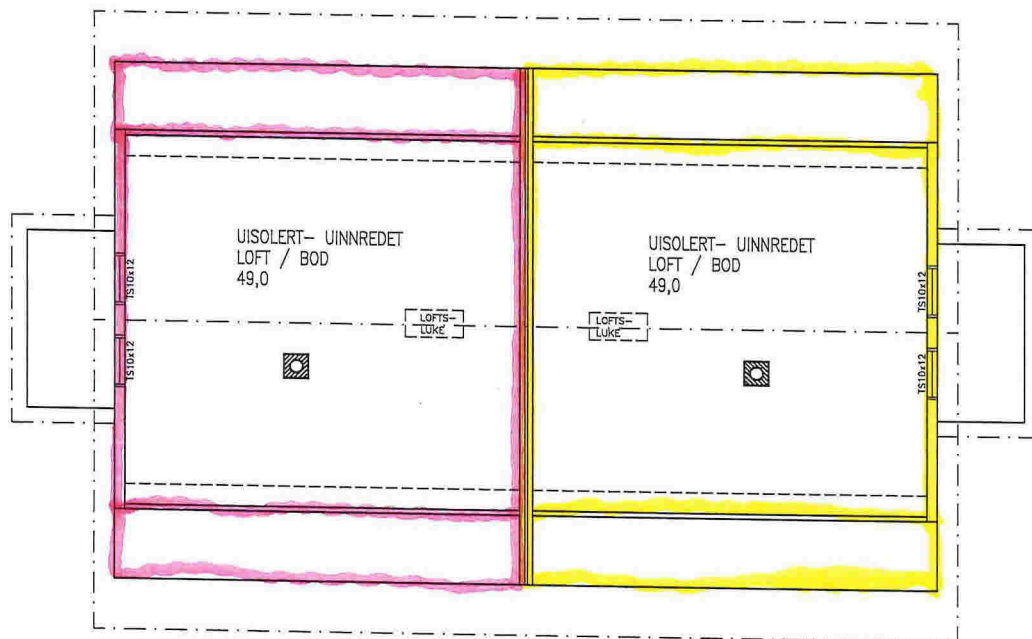 UISOLERT– UINNREDET
LOFT / BOD
49,0
UISOLERT– UINNREDET
LOFT / BOD
49,0
TS10x12
TS10x12
LOFTS–
LUKE
LOFTS–
LUKE
TS10x12
TS10x12